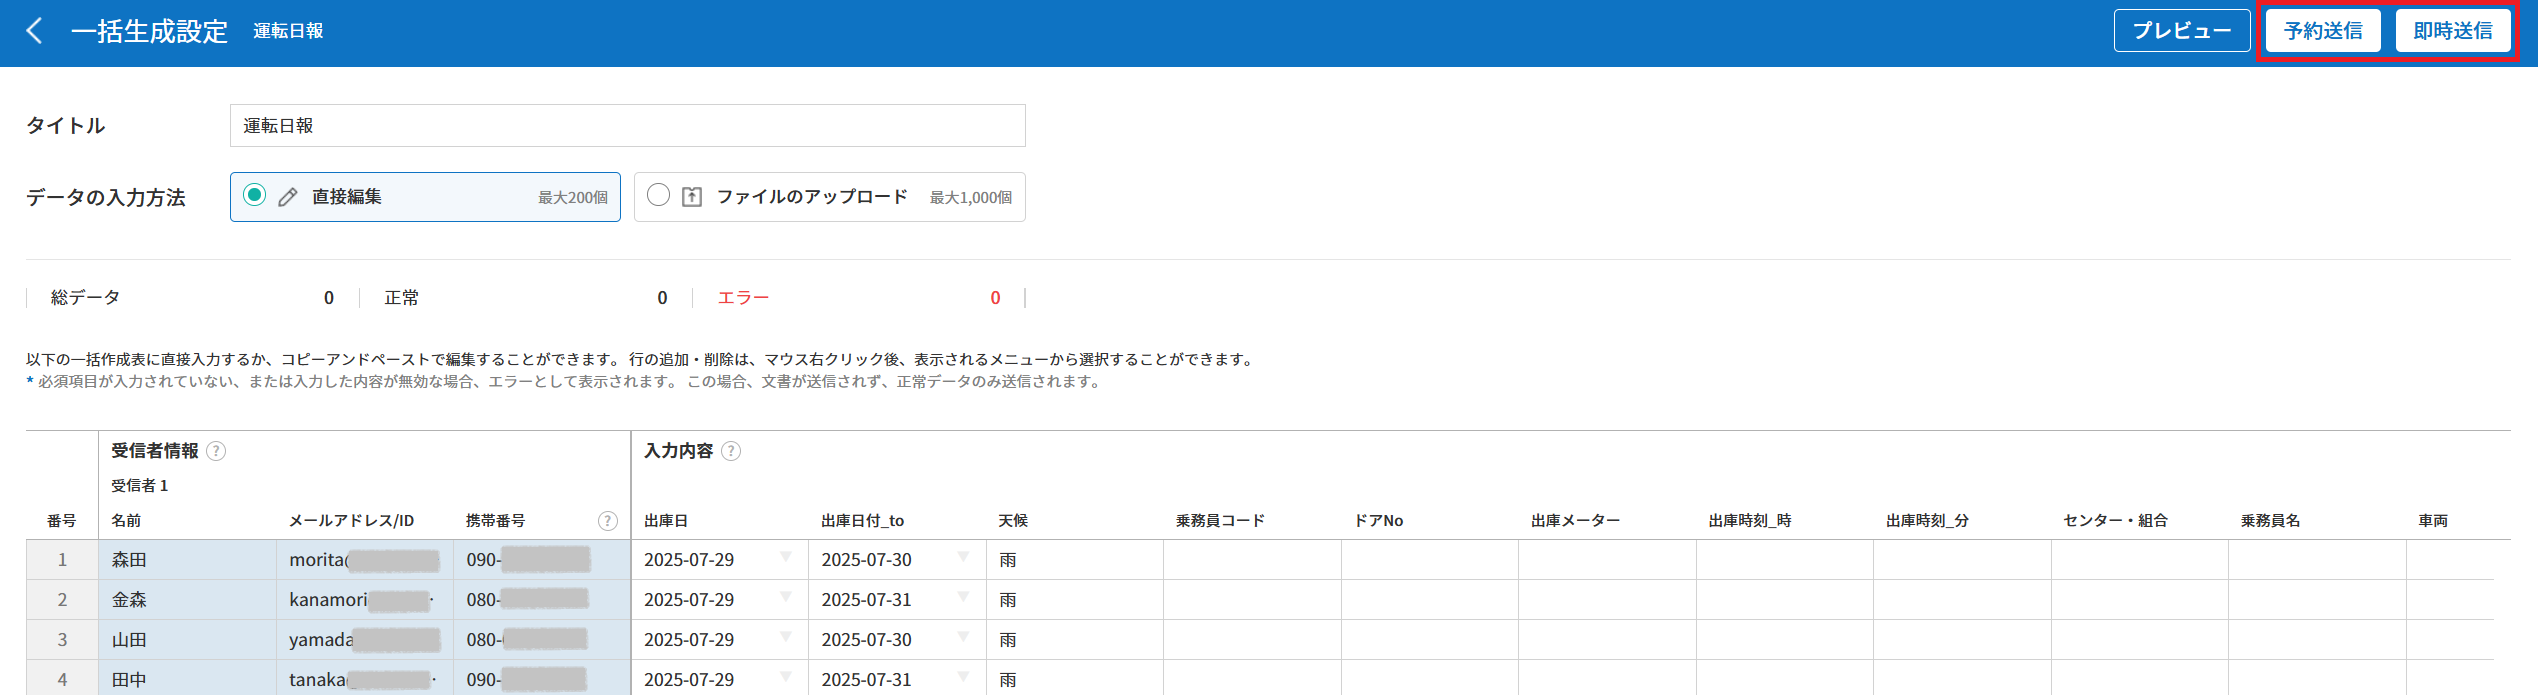 一括生成設定 運転日報 プレビュー 予約送信 即時送信
タイトル 運転日報
データの入力方法 直接編集 最大200個 ファイルのアップロード 最大1,000個
総データ 0 正常 0 エラー 0
以下の一括作成表に直接入力するか、コピーアンドペーストで編集することができます。 行の追加・削除は、マウス右クリック後、表示されるメニューから選択することができます。
* 必須項目が入力されていない、または入力した内容が無効な場合、エラーとして表示されます。 この場合、文書が送信されず、正常データのみ送信されます。
受信者情報 ? 入力内容 ?
受信者 1
番号 名前 メールアドレス/ID 携帯番号 ? 出庫日 出庫日付_to 天候 乗務員コード ドアNo 出庫メーター 出庫時刻_時 出庫時刻_分 センター・組合 乗務員名 車両
1 森田 morita 090- 2025-07-29 2025-07-30 雨
2 金森 kanamori 080- 2025-07-29 2025-07-31 雨
3 山田 yamada 080- 2025-07-29 2025-07-30 雨
4 田中 tanaka 090- 2025-07-29 2025-07-31 雨